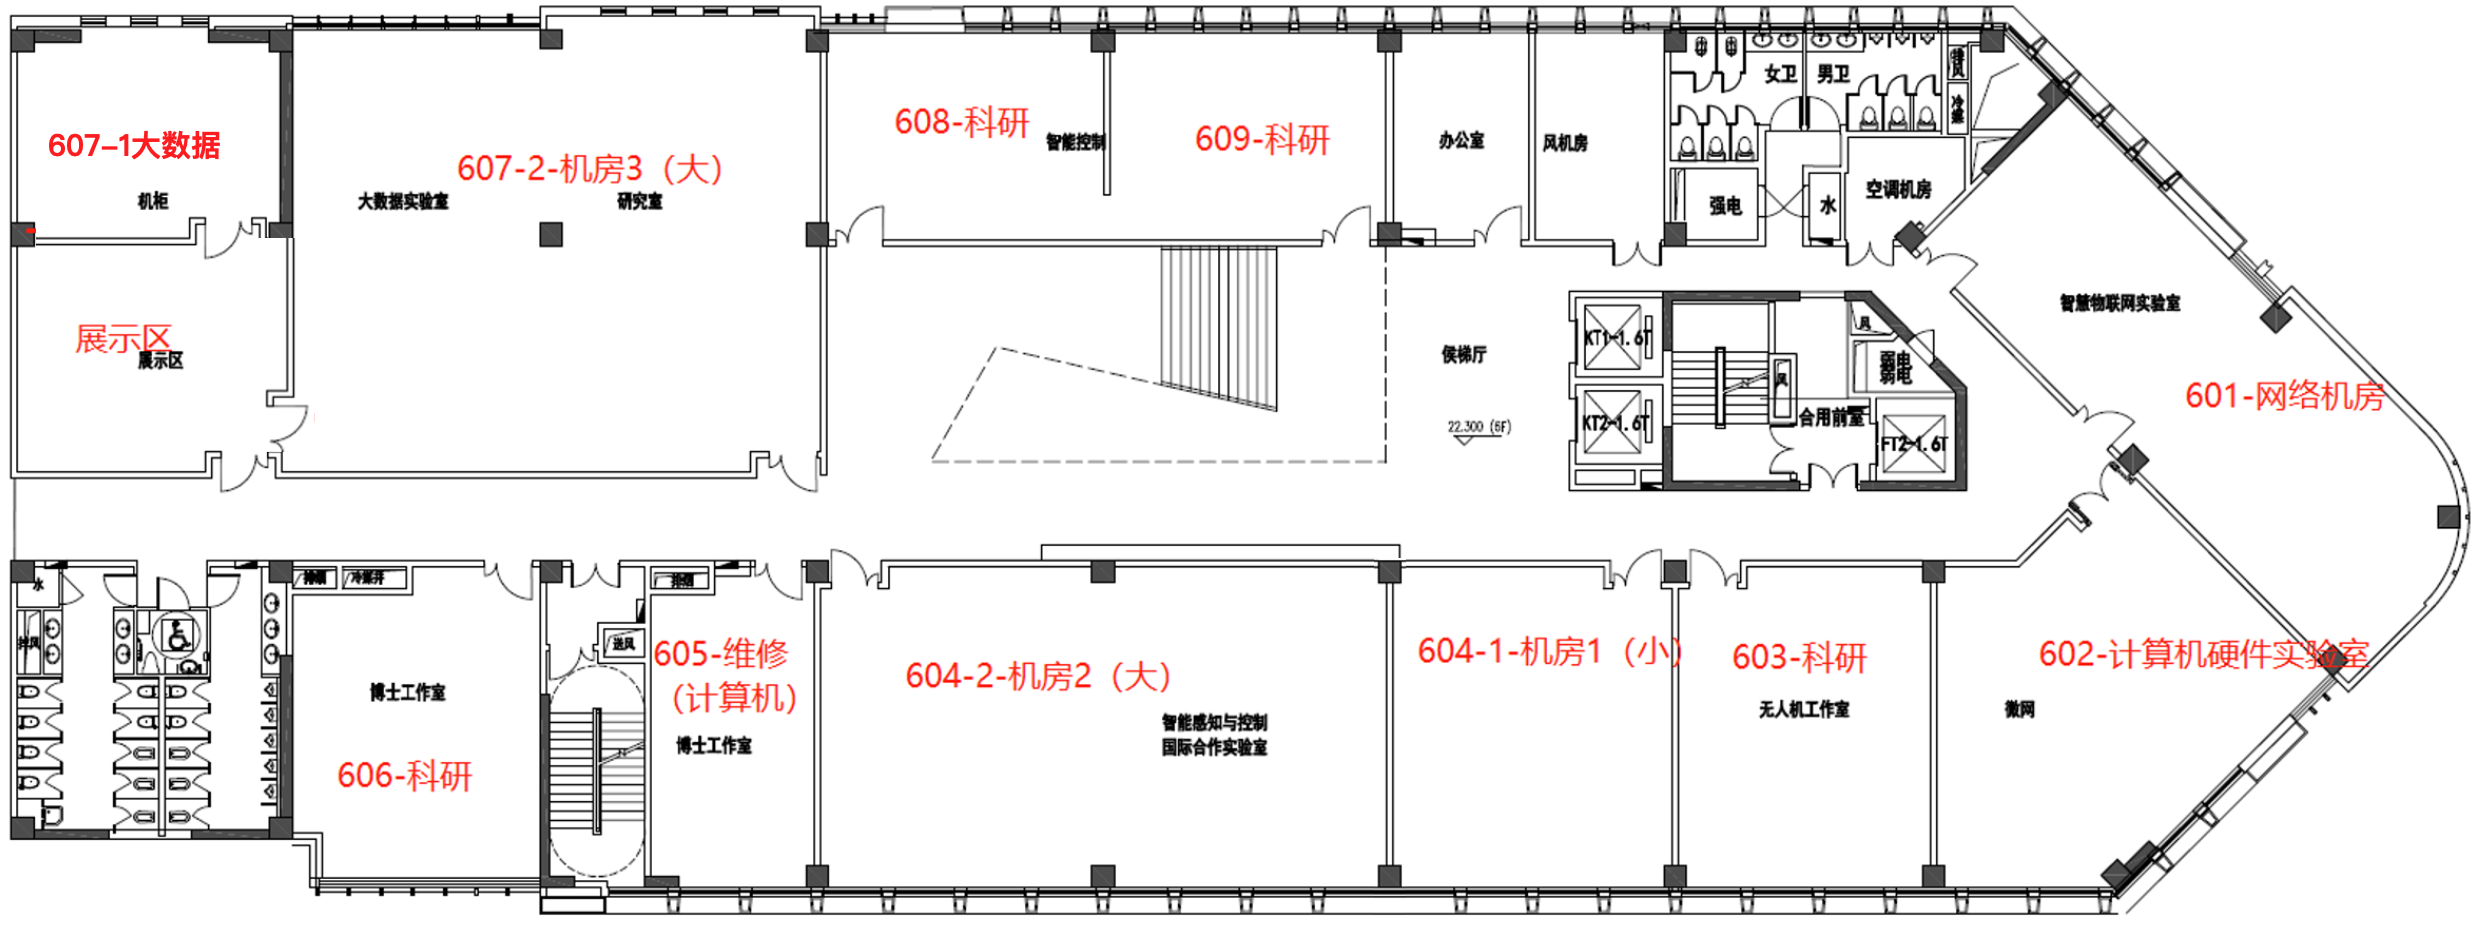 女卫
男卫
排风
冷媒
607-1大数据
机柜
607-2-机房3（大）
大数据实验室
研究室
608-科研
智能控制
609-科研
办公室
风机房
强电
水
空调机房
展示区
展示区
侯梯厅
22.300 (6F)
KT1-1.6T
KT2-1.6T
风
风
弱电
弱电
合用前室
FT2-1.6T
智慧物联网实验室
601-网络机房
水
排风
排烟
冷媒井
博士工作室
606-科研
送风
排烟
605-维修
（计算机）
博士工作室
604-2-机房2（大）
智能感知与控制
国际合作实验室
604-1-机房1（小）
603-科研
无人机工作室
602-计算机硬件实验室
微网